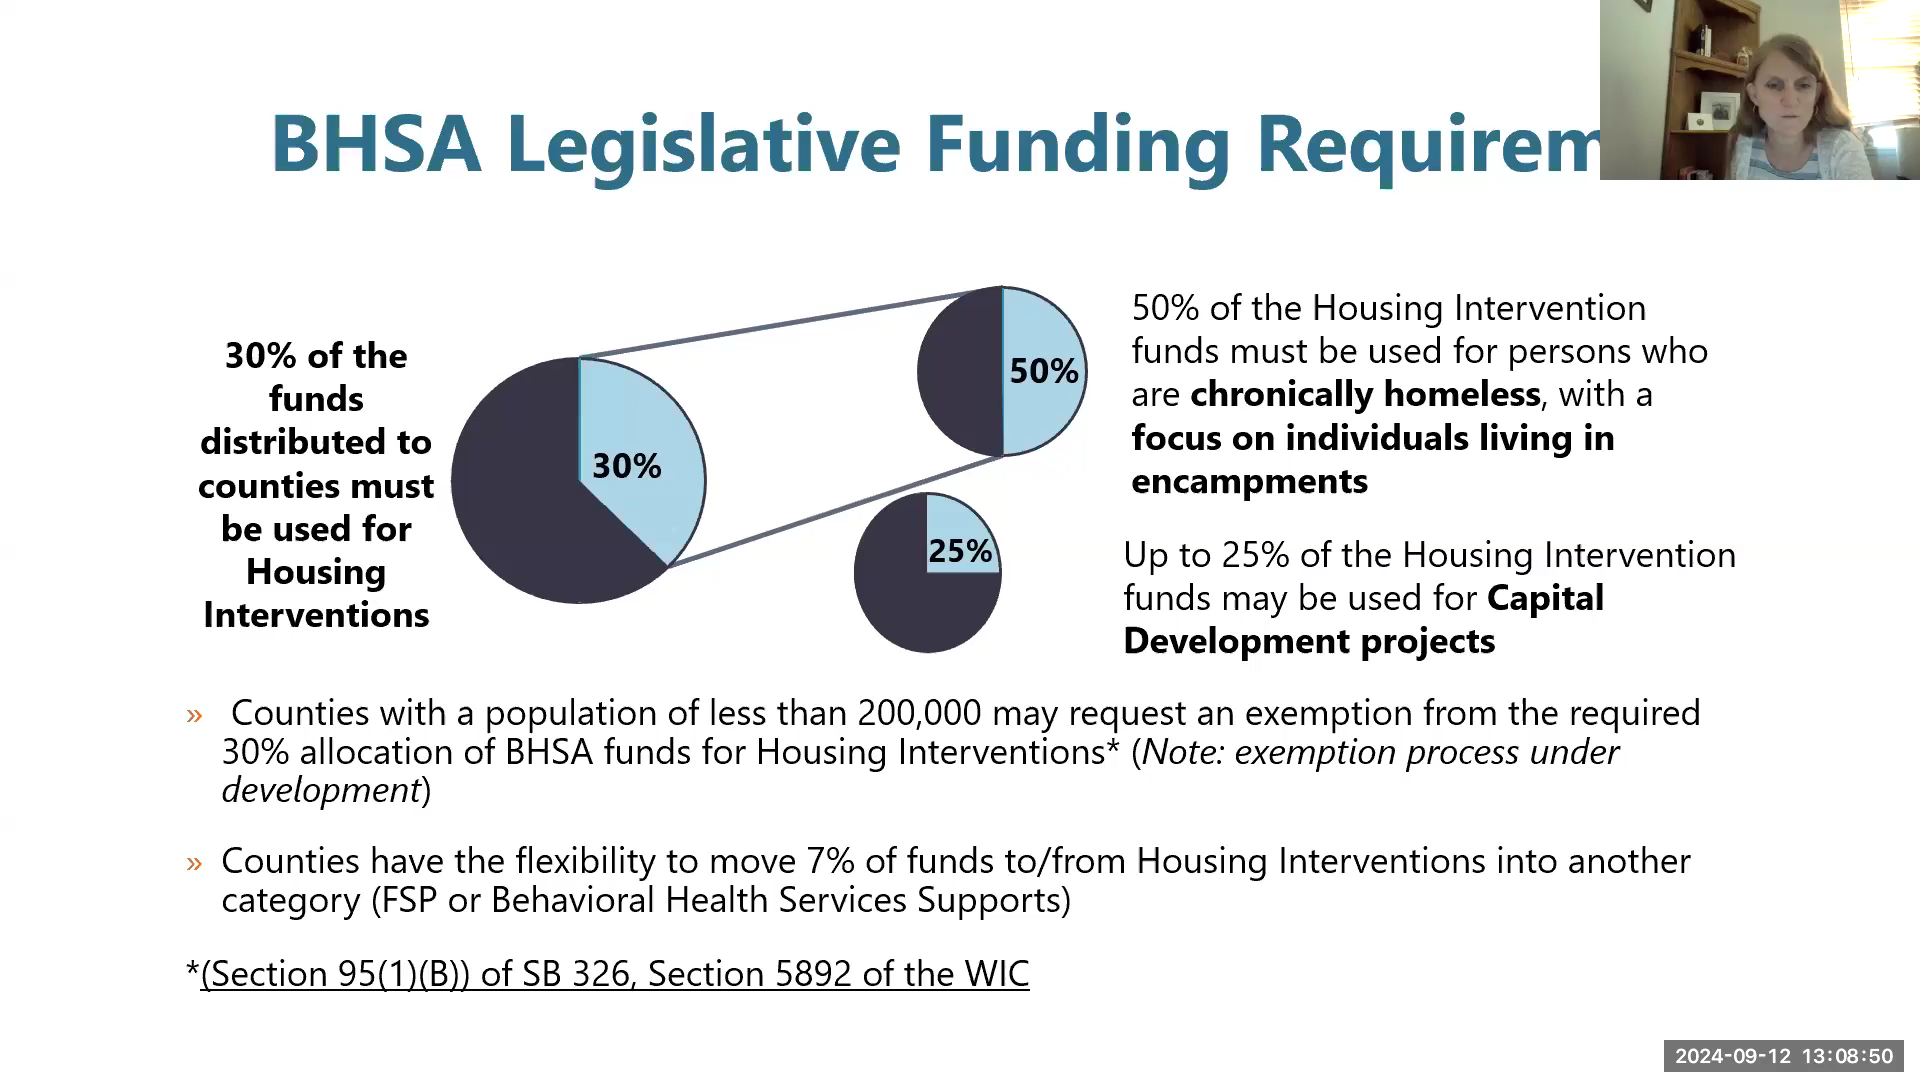 BHSA Legislative Funding Requirem
30% of the
funds
distributed to
counties must
be used for
Housing
Interventions
30%
50%
25%
50% of the Housing Intervention
funds must be used for persons who
are chronically homeless, with a
focus on individuals living in
encampments
Up to 25% of the Housing Intervention
funds may be used for Capital
Development projects
» Counties with a population of less than 200,000 may request an exemption from the required
30% allocation of BHSA funds for Housing Interventions* (Note: exemption process under
development)
» Counties have the flexibility to move 7% of funds to/from Housing Interventions into another
category (FSP or Behavioral Health Services Supports)
*(Section 95(1)(B)) of SB 326, Section 5892 of the WIC
2024-09-12 13:08:50